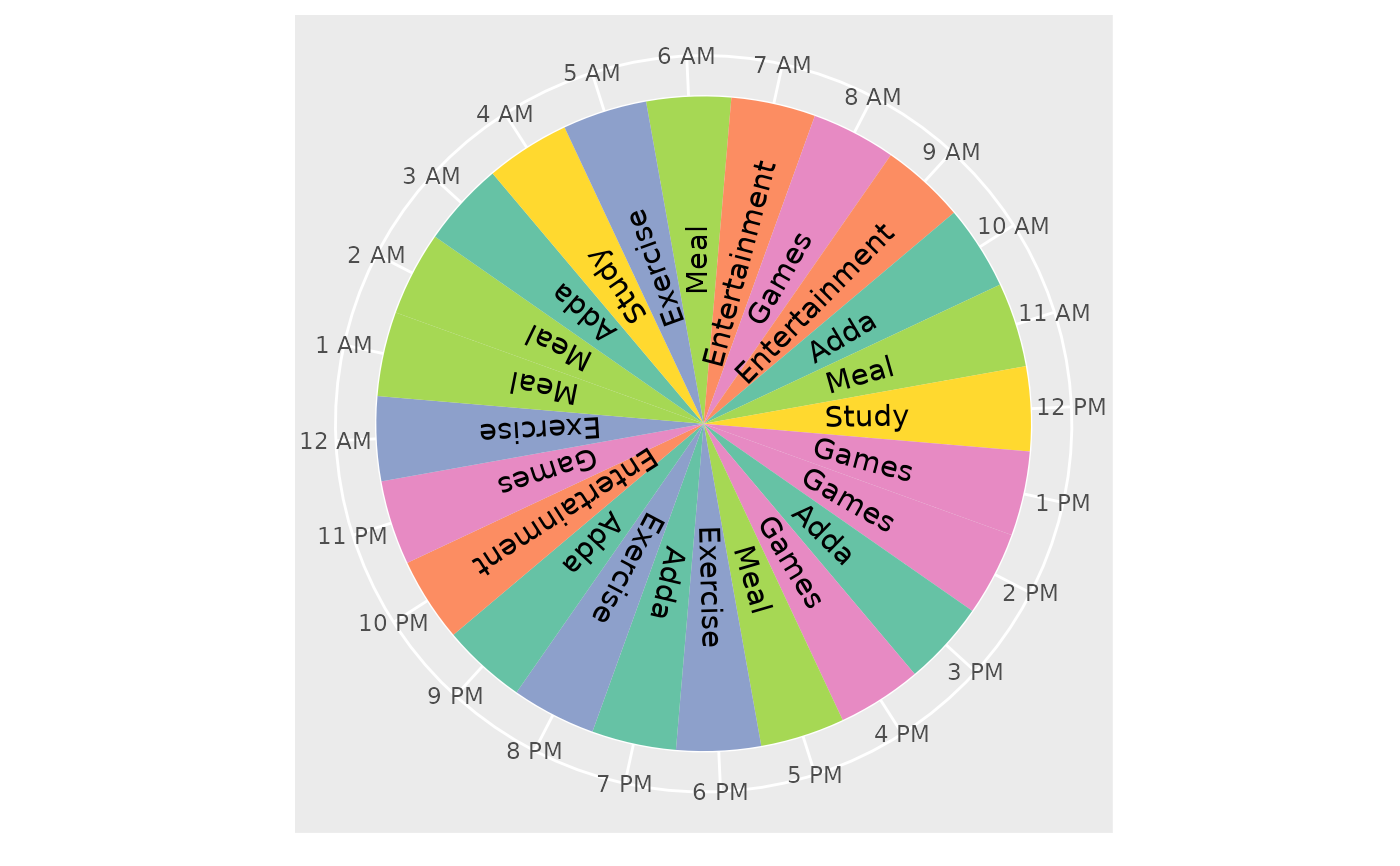 6 AM
7 AM
8 AM
9 AM
10 AM
11 AM
12 PM
1 PM
2 PM
3 PM
4 PM
5 PM
6 PM
7 PM
8 PM
9 PM
10 PM
11 PM
12 AM
1 AM
2 AM
3 AM
4 AM
5 AM
Meal
Entertainment
Games
Entertainment
Adda
Meal
Study
Games
Games
Adda
Games
Meal
Exercise
Adda
Exercise
Adda
Entertainment
Games
Exercise
Meal
Meal
Adda
Study
Exercise